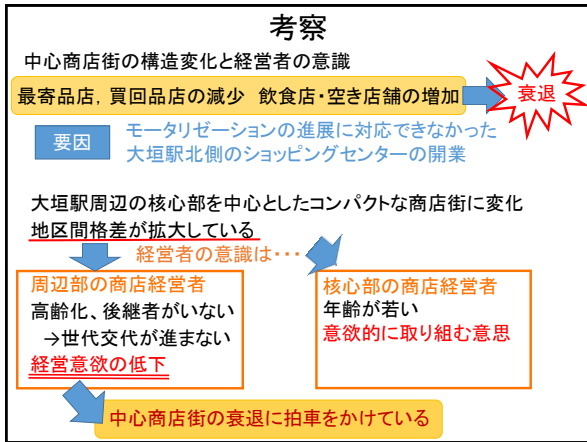 考察
中心商店街の構造変化と経営者の意識
最寄品店，買回品店の減少　飲食店・空き店舗の増加
衰退
要因
モータリゼーションの進展に対応できなかった
大垣駅北側のショッピングセンターの開業
大垣駅周辺の核心部を中心としたコンパクトな商店街に変化
地区間格差が拡大している
経営者の意識は・・・
周辺部の商店経営者
高齢化、後継者がいない
→世代交代が進まない
経営意欲の低下
核心部の商店経営者
年齢が若い
意欲的に取り組む意思
中心商店街の衰退に拍車をかけている